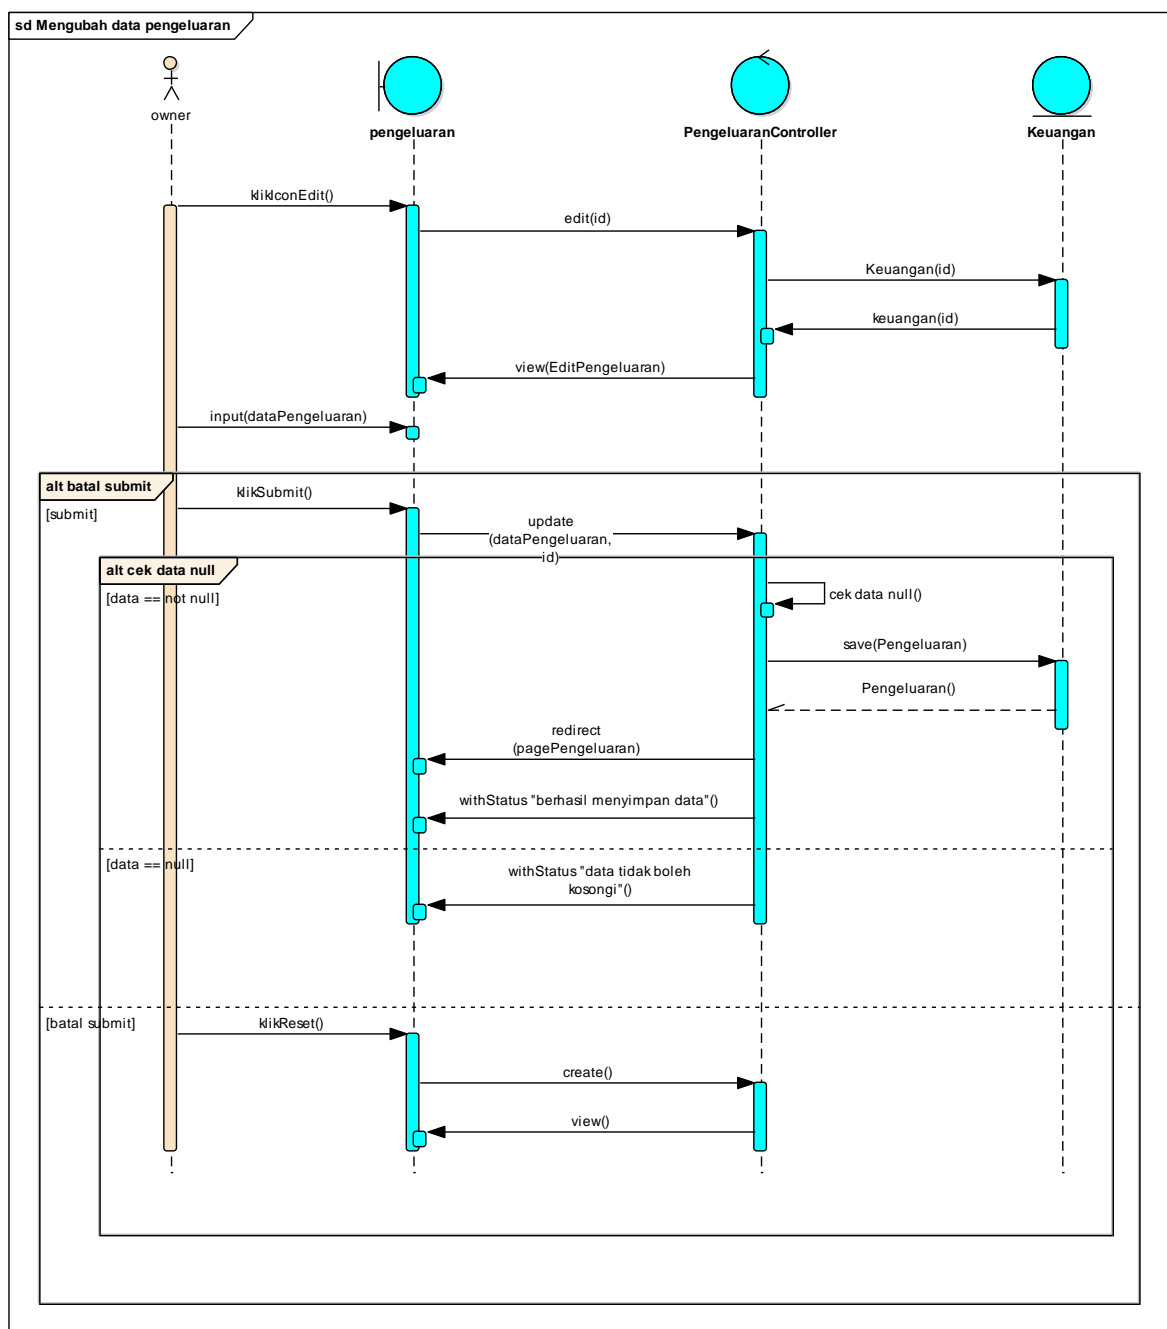 sd Mengubah data pengeluaran
owner
pengeluaran
PengeluaranController
Keuangan
klikIconEdit()
edit(id)
Keuangan(id)
keuangan(id)
view(EditPengeluaran)
input(dataPengeluaran)
alt batal submit
[submit]
klikSubmit()
update
(dataPengeluaran,
id)
alt cek data null
[data == not null]
cek data null()
save(Pengeluaran)
Pengeluaran()
redirect
(pagePengeluaran)
withStatus "berhasil menyimpan data"()
[data == null]
withStatus "data tidak boleh
kosongi"()
[batal submit]
klikReset()
create()
view()